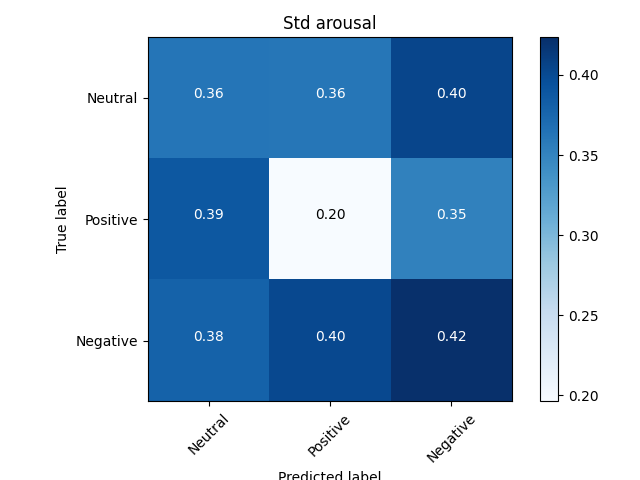 Std arousal
Neutral 0.36 0.36 0.40 0.40
0.35
Positive 0.39 0.20 0.35
0.30
True label
0.25
Negative 0.38 0.40 0.42
0.20
Neutral Positive Negative
Predicted label